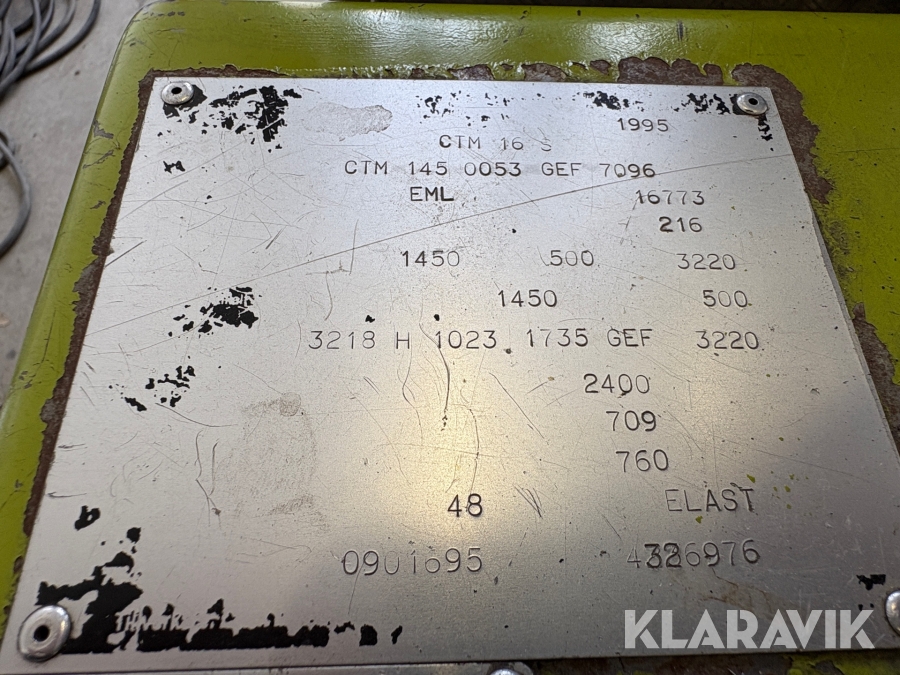 1995
CTM 16 S
CTM 145 0053 GEF 7096
EML 16773
216
1450 500 3220
1450 500
3218 H 1023 1735 GEF 3220
2400
709
760
48 ELAST
0901695 4326976
KLARAVIK